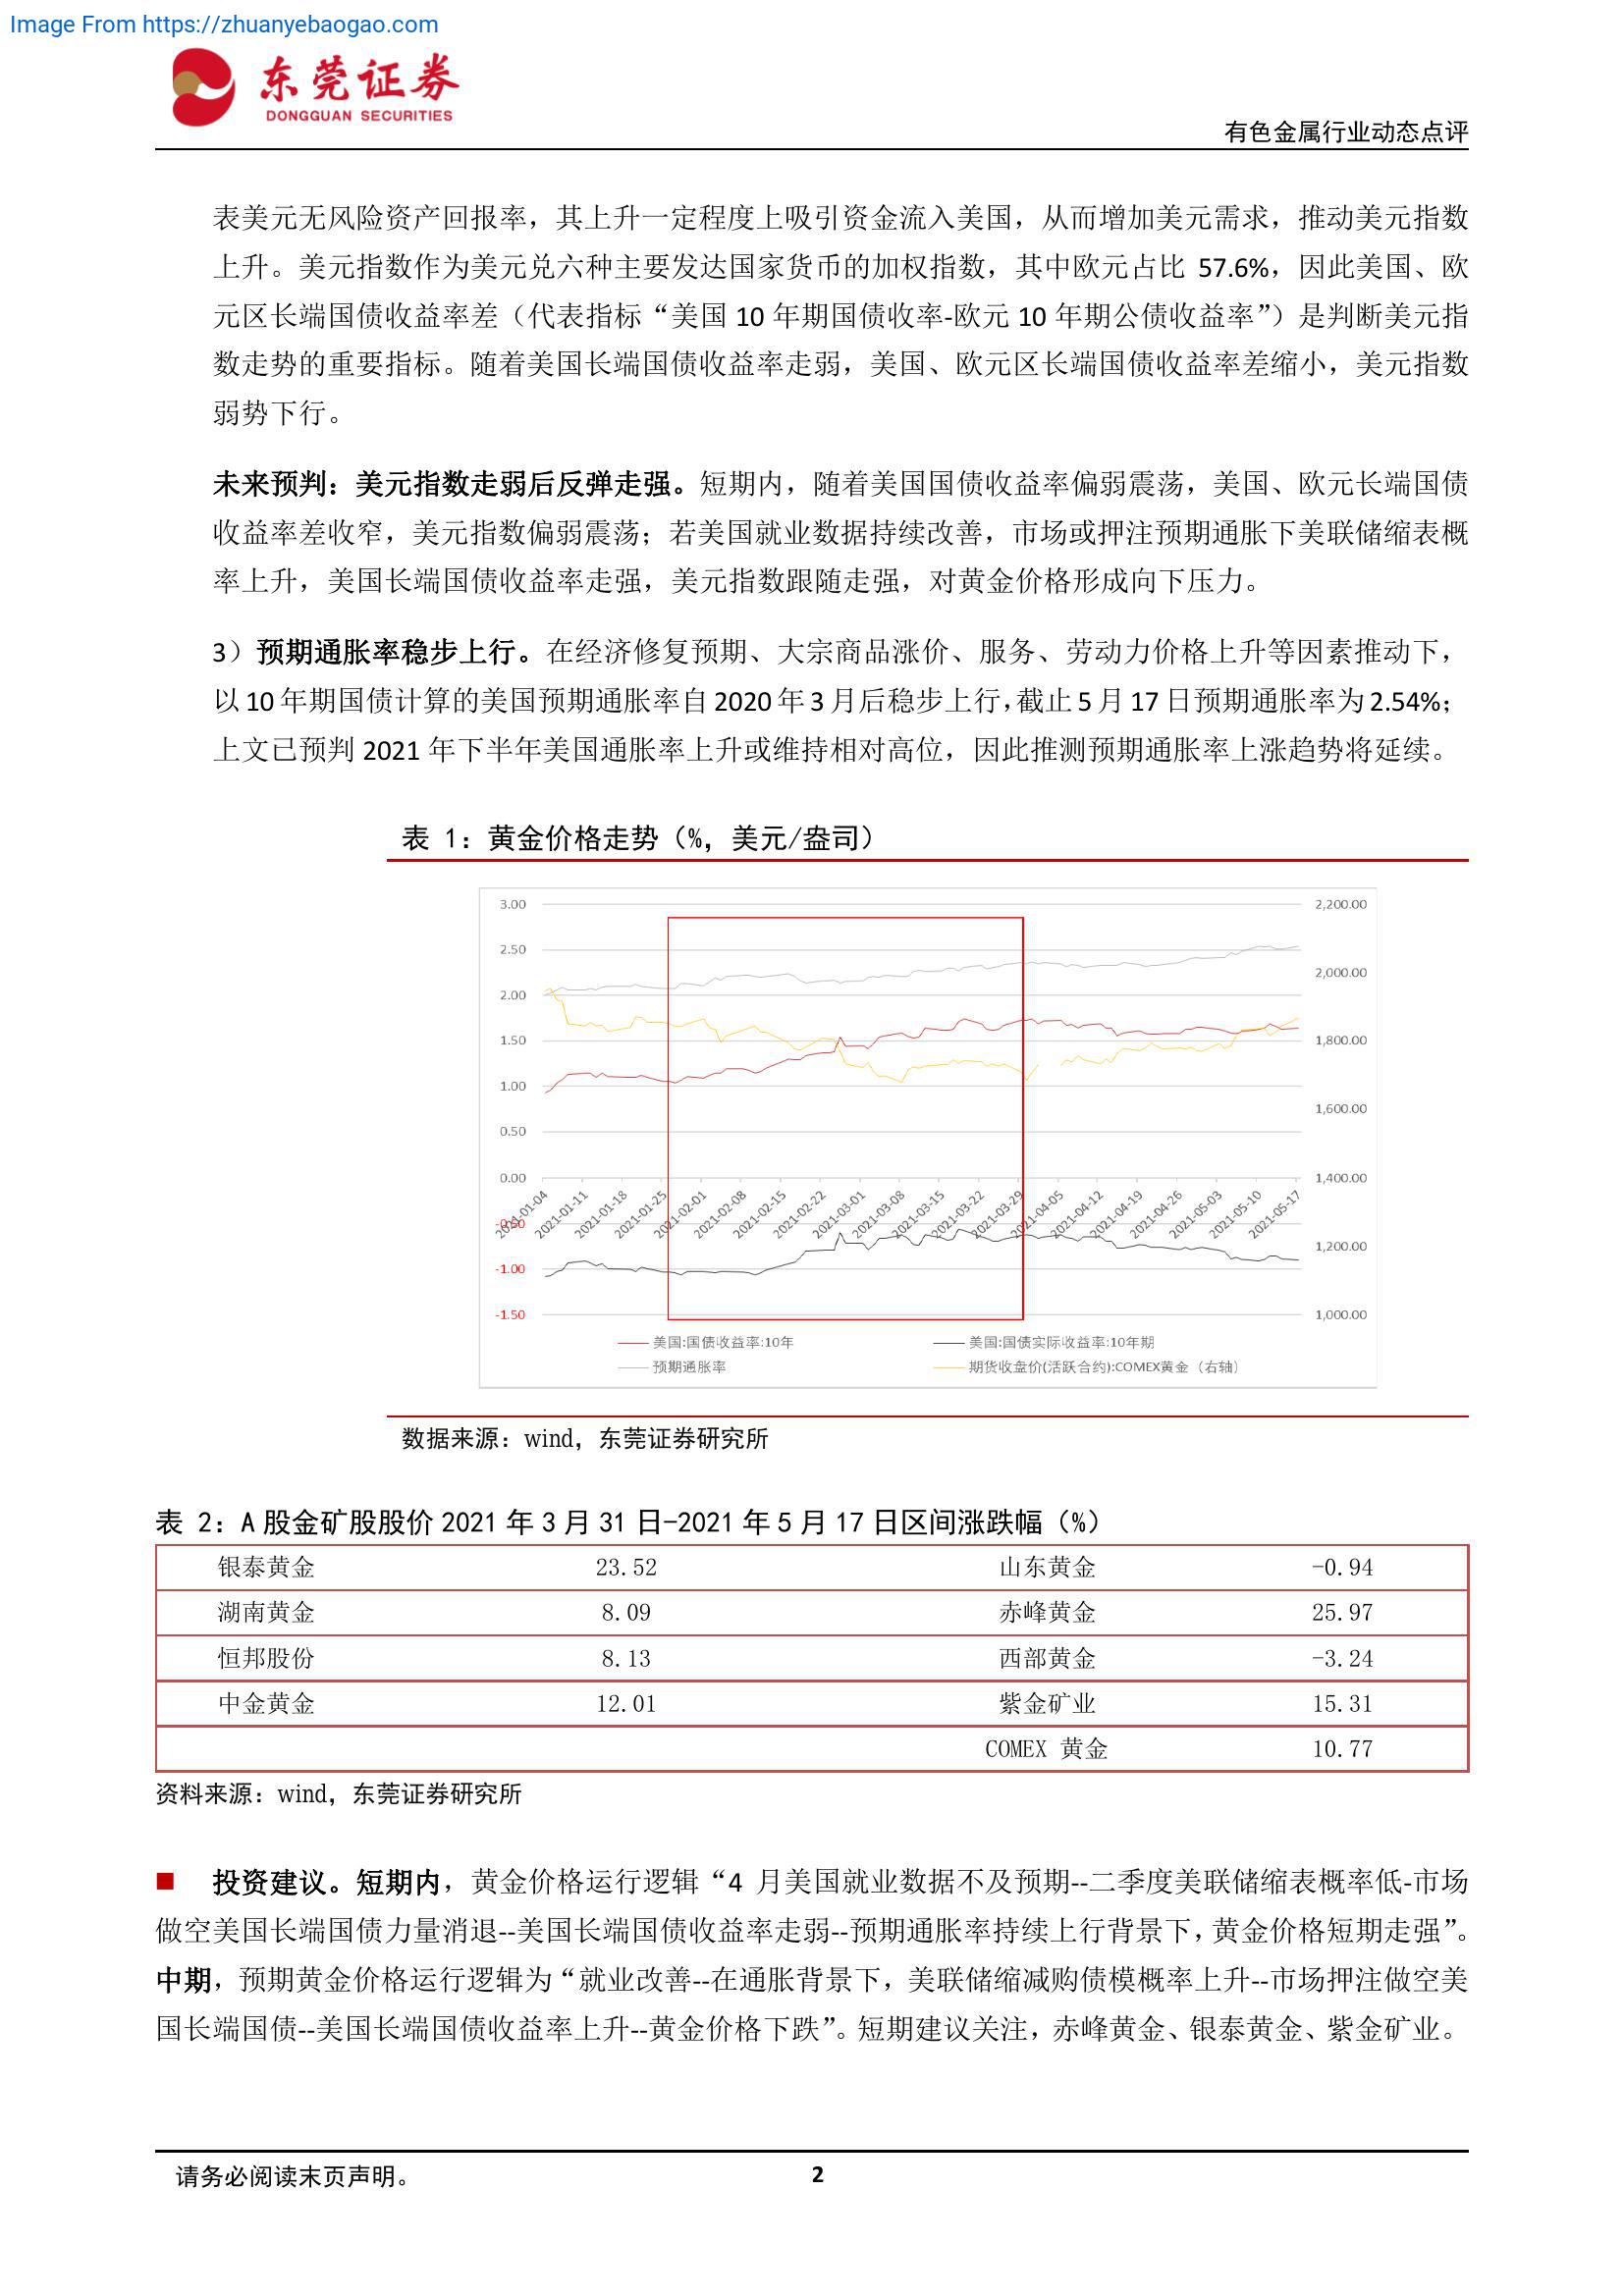 Image From https://zhuanyebaogao.com
东莞证券
DONGGUAN SECURITIES
有色金属行业动态点评
表美元无风险资产回报率，其上升一定程度上吸引资金流入美国，从而增加美元需求，推动美元指数
上升。美元指数作为美元兑六种主要发达国家货币的加权指数，其中欧元占比 57.6%，因此美国、欧
元区长端国债收益率差（代表指标“美国 10 年期国债收率-欧元 10 年期公债收益率”）是判断美元指
数走势的重要指标。随着美国长端国债收益率走弱，美国、欧元区长端国债收益率差缩小，美元指数
弱势下行。
未来预判：美元指数走弱后反弹走强。短期内，随着美国国债收益率偏弱震荡，美国、欧元长端国债
收益率差收窄，美元指数偏弱震荡；若美国就业数据持续改善，市场或押注预期通胀下美联储缩表概
率上升，美国长端国债收益率走强，美元指数跟随走强，对黄金价格形成向下压力。
3）预期通胀率稳步上行。在经济修复预期、大宗商品涨价、服务、劳动力价格上升等因素推动下，
以 10 年期国债计算的美国预期通胀率自 2020 年 3 月后稳步上行，截止 5 月 17 日预期通胀率为 2.54%；
上文已预判 2021 年下半年美国通胀率上升或维持相对高位，因此推测预期通胀率上涨趋势将延续。
表 1：黄金价格走势（%，美元/盎司）
3.00
2.50
2.00
1.50
1.00
0.50
0.00
-0.50
-1.00
-1.50
2,200.00
2,000.00
1,800.00
1,600.00
1,400.00
1,200.00
1,000.00
2021-01-04
2021-01-11
2021-01-18
2021-01-25
2021-02-01
2021-02-08
2021-02-15
2021-02-22
2021-03-01
2021-03-08
2021-03-15
2021-03-22
2021-03-29
2021-04-05
2021-04-12
2021-04-19
2021-04-26
2021-05-03
2021-05-10
2021-05-17
美国:国债收益率:10年
美国:国债实际收益率:10年期
预期通胀率
期货收盘价(活跃合约):COMEX黄金（右轴）
数据来源：wind，东莞证券研究所
表 2：A 股金矿股股价 2021 年 3 月 31 日-2021 年 5 月 17 日区间涨跌幅（%）
银泰黄金 23.52 山东黄金 -0.94
湖南黄金 8.09 赤峰黄金 25.97
恒邦股份 8.13 西部黄金 -3.24
中金黄金 12.01 紫金矿业 15.31
COMEX 黄金 10.77
资料来源：wind，东莞证券研究所
■ 投资建议。短期内，黄金价格运行逻辑“4 月美国就业数据不及预期--二季度美联储缩表概率低-市场
做空美国长端国债力量消退--美国长端国债收益率走弱--预期通胀率持续上行背景下，黄金价格短期走强”。
中期，预期黄金价格运行逻辑为“就业改善--在通胀背景下，美联储缩减购债模概率上升--市场押注做空美
国长端国债--美国长端国债收益率上升--黄金价格下跌”。短期建议关注，赤峰黄金、银泰黄金、紫金矿业。
请务必阅读末页声明。
2